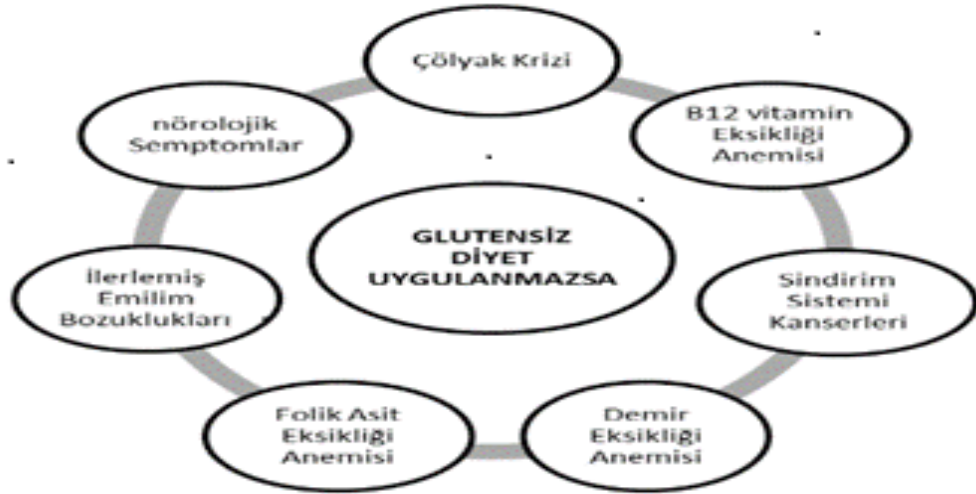 Çölyak Krizi
B12 vitamin
Eksikliği
Anemisi
Sindirim
Sistemi
Kanserleri
Demir
Eksikliği
Anemisi
Folik Asit
Eksikliği
Anemisi
İlerlemiş
Emilim
Bozuklukları
nörolojik
Semptomlar
GLUTENSİZ
DİYET
UYGULANMAZSA